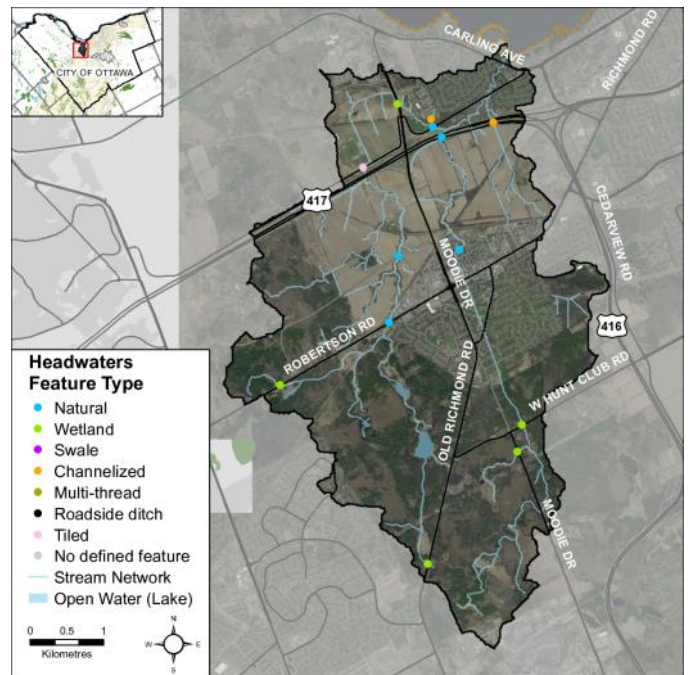 CITY OF OTTAWA
CARLING AVE
RICHMOND RD
417
CEDARVIEW RD
MOODIE DR
416
ROBERTSON RD
OLD RICHMOND RD
W HUNT CLUB RD
MOODIE DR
Headwaters
Feature Type
Natural
Wetland
Swale
Channelized
Multi-thread
Roadside ditch
Tiled
No defined feature
Stream Network
Open Water (Lake)
0 0.5 1
Kilometres
N
W E
S